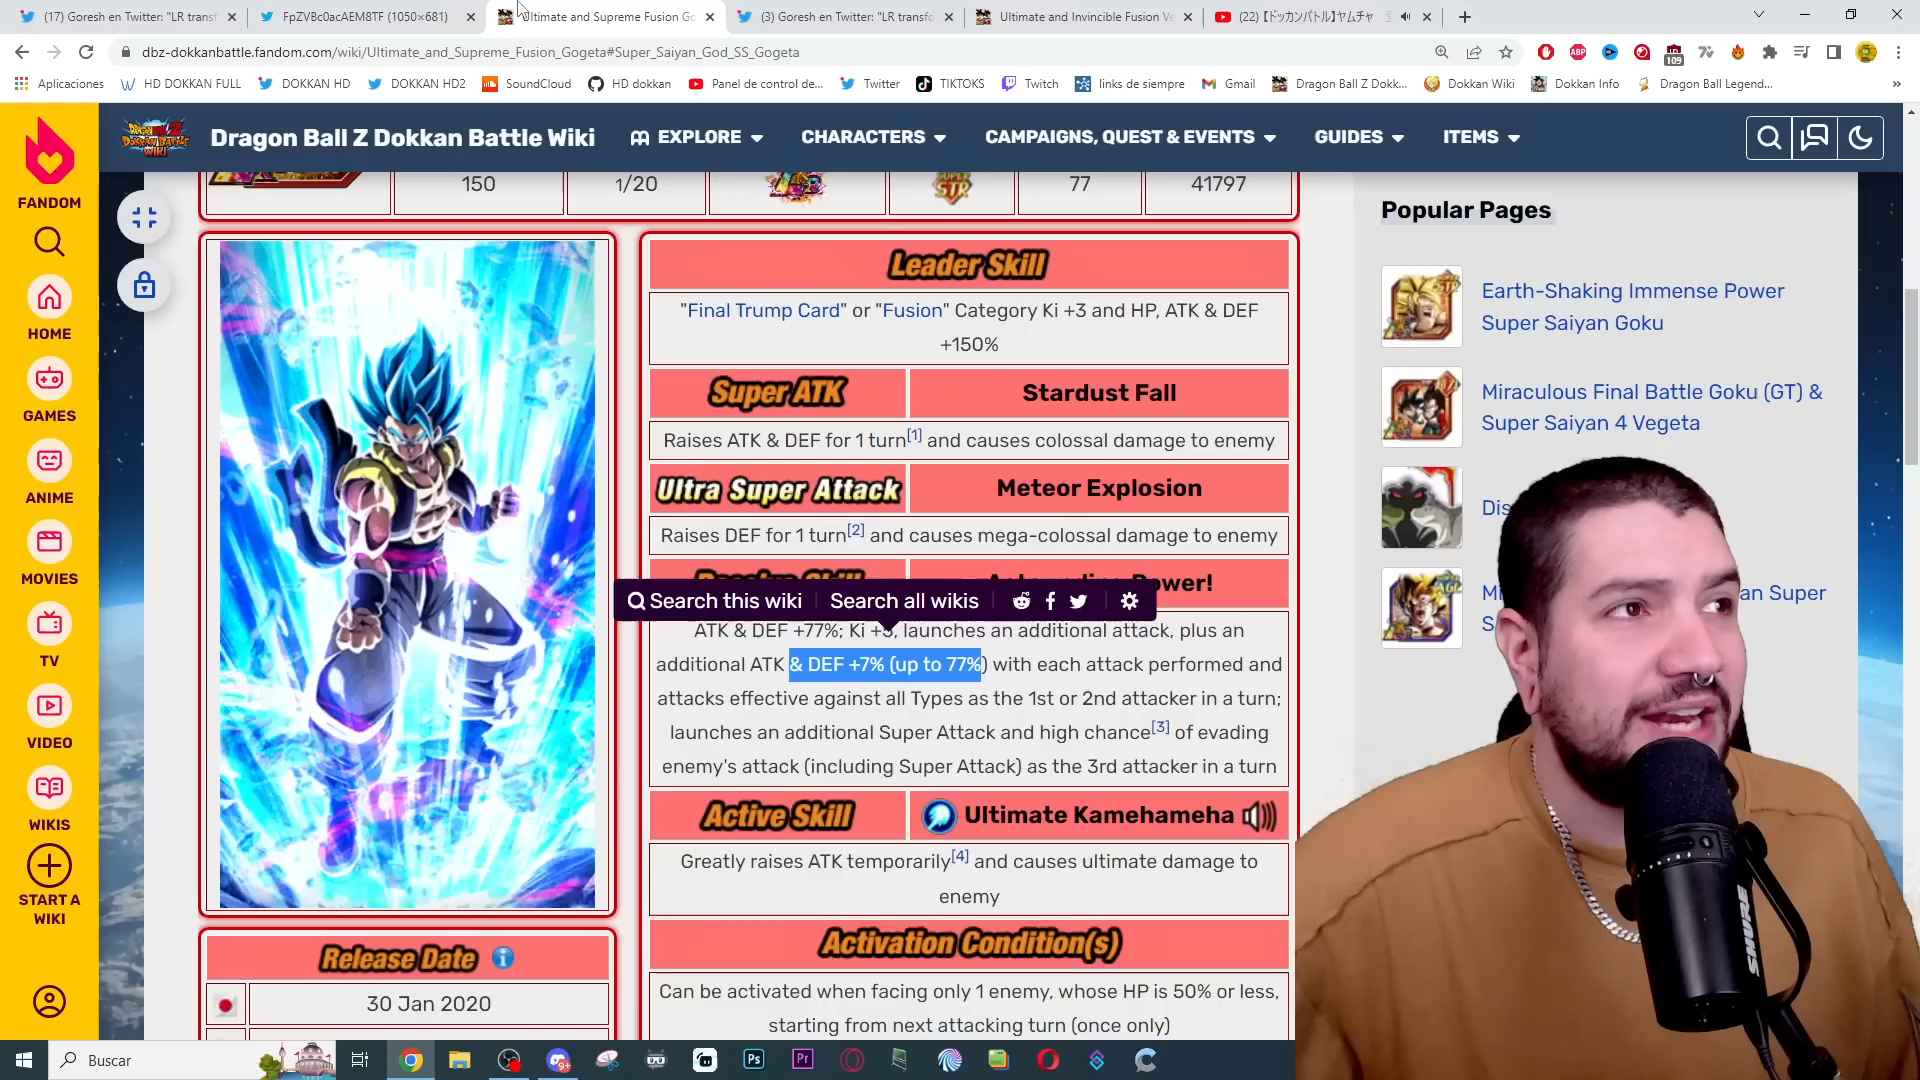 (17) Goresh en Twitter: "LR transf
FpZVBc0acAEM8TF (1050×681)
Ultimate and Supreme Fusion Go
(3) Goresh en Twitter: "LR transfo
Ultimate and Invincible Fusion Ve
(22) 【ドッカンバトル】ヤムチャ
dbz-dokkanbattle.fandom.com/wiki/Ultimate_and_Supreme_Fusion_Gogeta#Super_Saiyan_God_SS_Gogeta
ABP
109
Aplicaciones
HD DOKKAN FULL
DOKKAN HD
DOKKAN HD2
SoundCloud
HD dokkan
Panel de control de...
Twitter
TIKTOKS
Twitch
links de siempre
Gmail
Dragon Ball Z Dokk...
Dokkan Wiki
Dokkan Info
Dragon Ball Legend...
»
Dragon Ball Z Dokkan Battle Wiki
EXPLORE
CHARACTERS
CAMPAIGNS, QUEST & EVENTS
GUIDES
ITEMS
FANDOM
HOME
GAMES
ANIME
MOVIES
TV
VIDEO
WIKIS
START A
WIKI
150
1/20
STR
77
41797
Leader Skill
"Final Trump Card" or "Fusion" Category Ki +3 and HP, ATK & DEF
+150%
Super ATK
Stardust Fall
Raises ATK & DEF for 1 turn[1] and causes colossal damage to enemy
Ultra Super Attack
Meteor Explosion
Raises DEF for 1 turn[2] and causes mega-colossal damage to enemy
Power!
Search this wiki
Search all wikis
ATK & DEF +77%; Ki +3, launches an additional attack, plus an
additional ATK & DEF +7% (up to 77%) with each attack performed and
attacks effective against all Types as the 1st or 2nd attacker in a turn;
launches an additional Super Attack and high chance[3] of evading
enemy's attack (including Super Attack) as the 3rd attacker in a turn
Active Skill
Ultimate Kamehameha
Greatly raises ATK temporarily[4] and causes ultimate damage to
enemy
Activation Condition(s)
Can be activated when facing only 1 enemy, whose HP is 50% or less,
starting from next attacking turn (once only)
Release Date
30 Jan 2020
Popular Pages
Earth-Shaking Immense Power
Super Saiyan Goku
Miraculous Final Battle Goku (GT) &
Super Saiyan 4 Vegeta
Dis
Mi
an Super
S
Buscar
9+
Ps
Pr